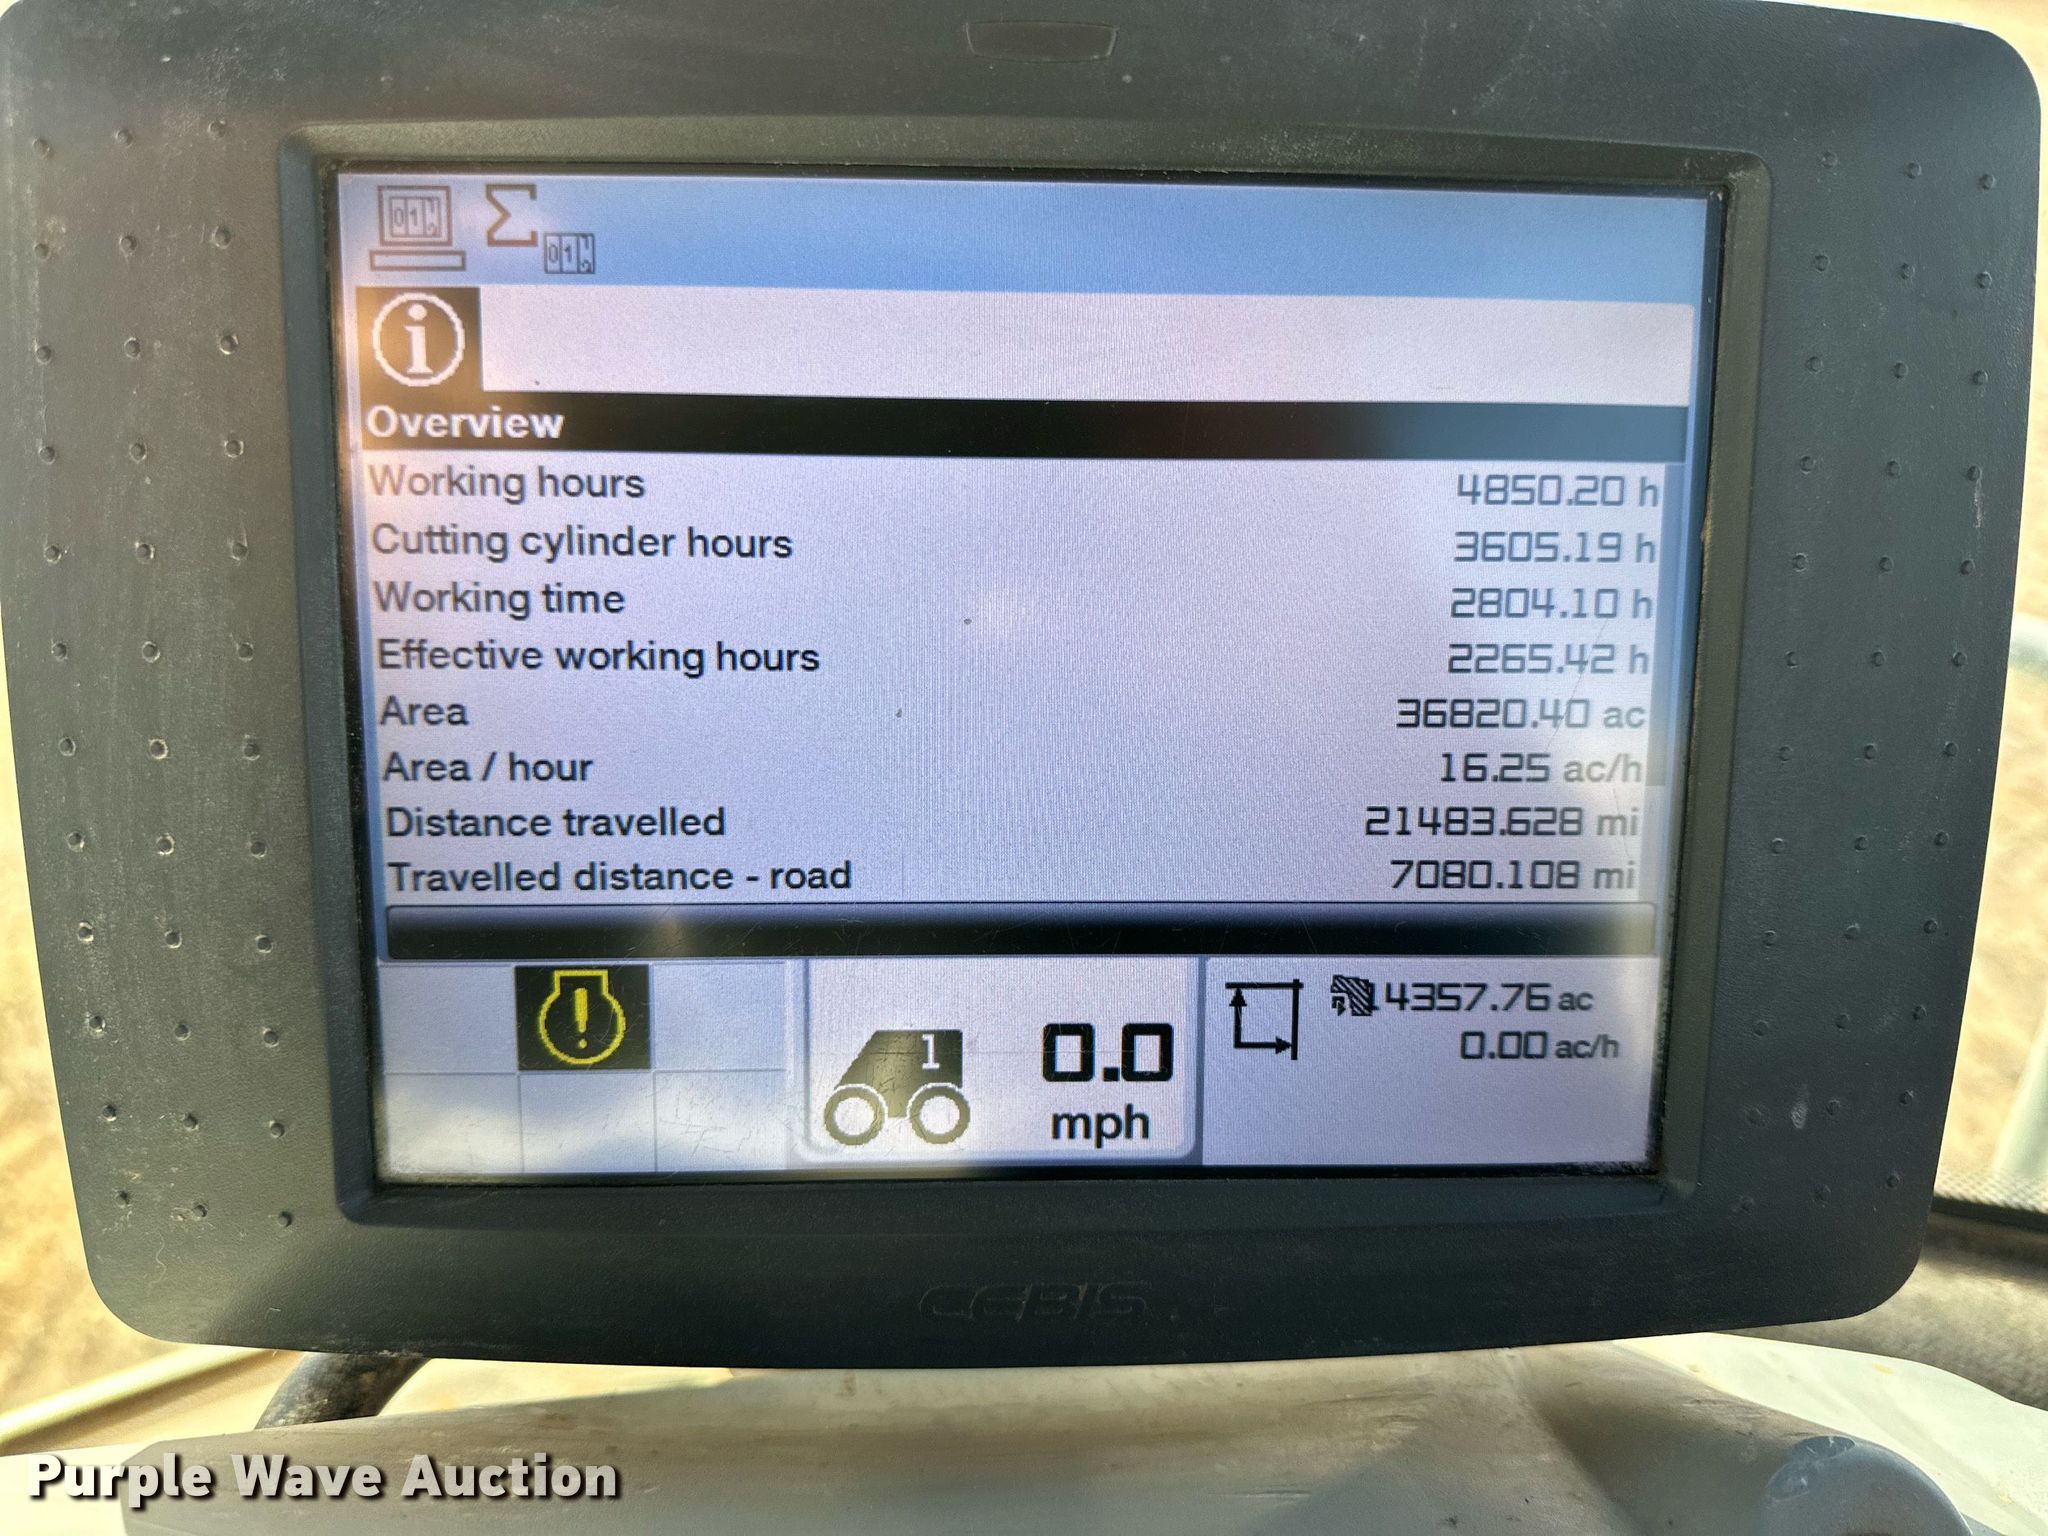 Overview
Working hours 4850.20 h
Cutting cylinder hours 3605.19 h
Working time 2804.10 h
Effective working hours 2265.42 h
Area 36820.40 ac
Area / hour 16.25 ac/h
Distance travelled 21483.628 mi
Travelled distance - road 7080.108 mi
1
0.0
mph
14357.76 ac
0.00 ac/h
CEBIS
Purple Wave Auction